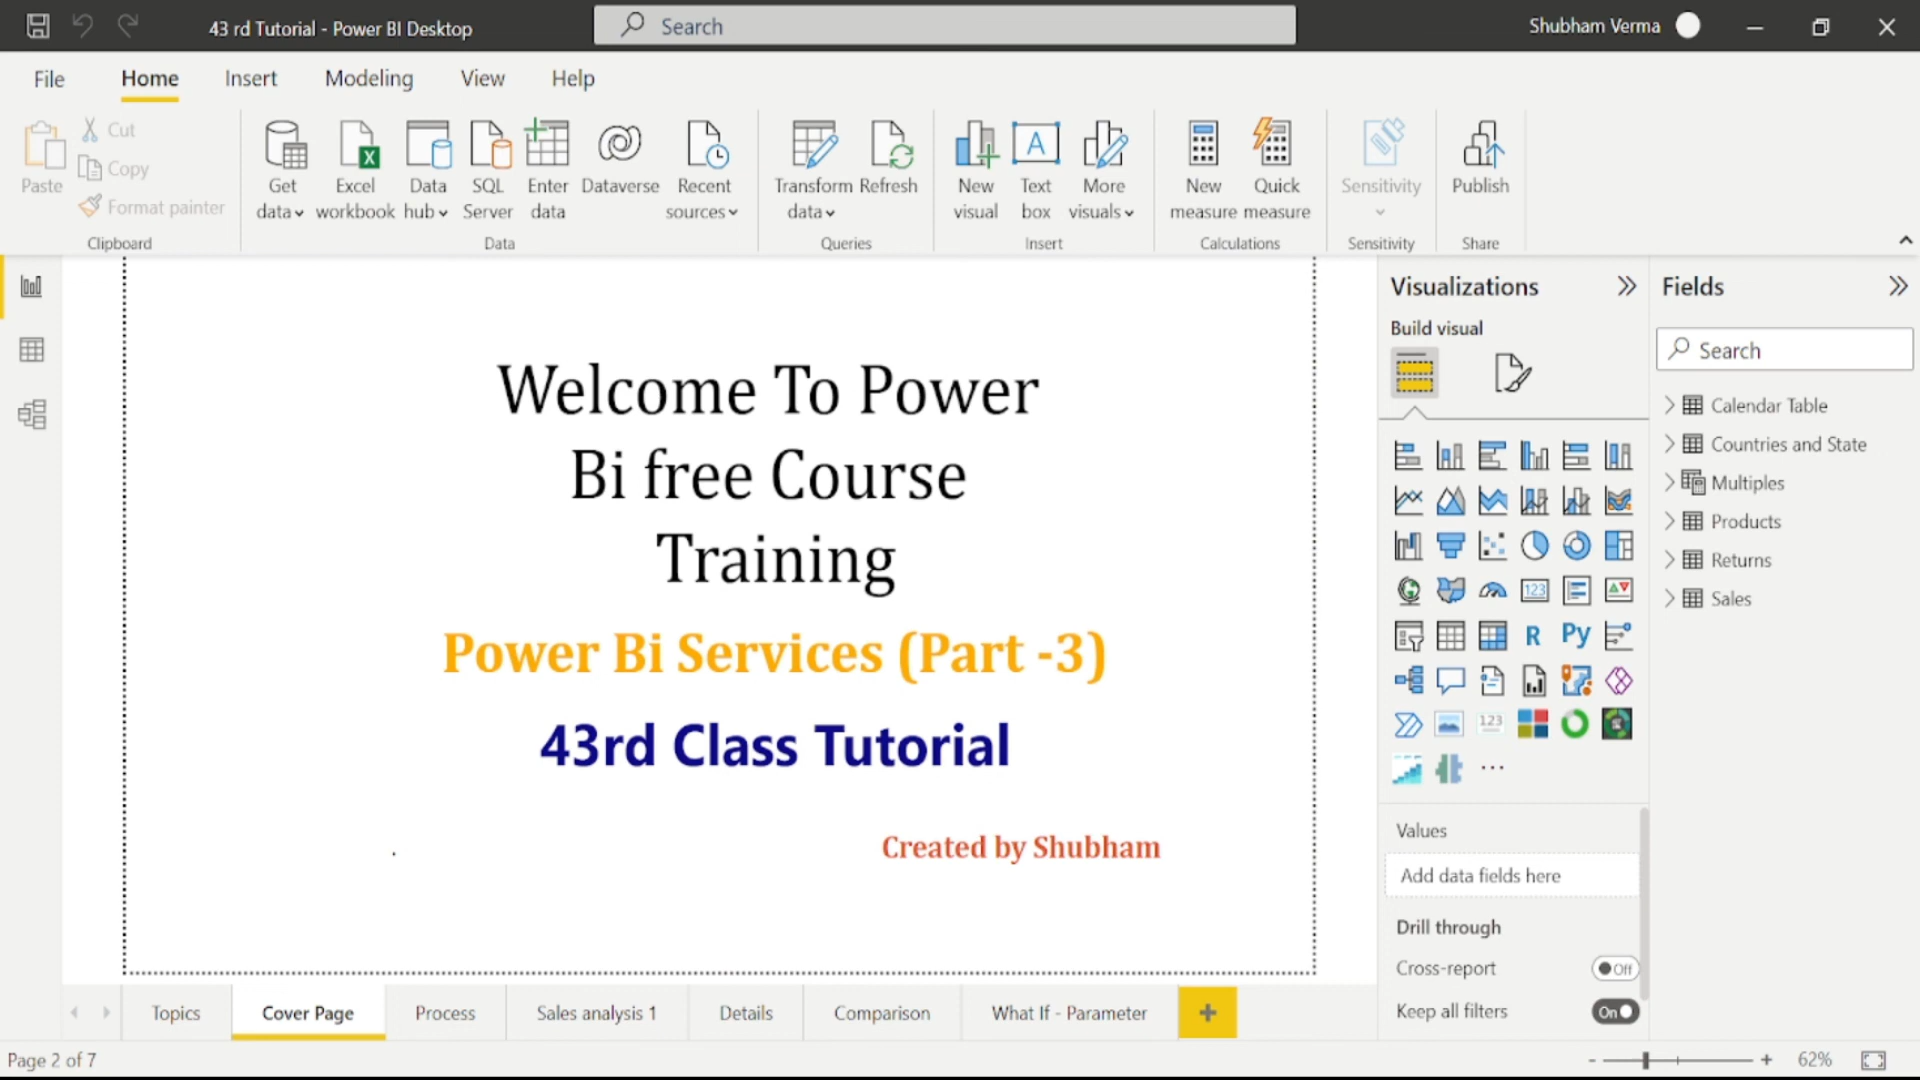 43 rd Tutorial - Power BI Desktop
Search
Shubham Verma
File
Home
Insert
Modeling
View
Help
Paste
Cut
Copy
Format painter
Clipboard
Get data
Excel workbook
Data hub
SQL Server
Enter data
Dataverse
Recent sources
Data
Transform data
Refresh
Queries
New visual
Text box
More visuals
Insert
New measure
Quick measure
Calculations
Sensitivity
Sensitivity
Publish
Share
Welcome To Power
Bi free Course
Training
Power Bi Services (Part -3)
43rd Class Tutorial
Created by Shubham
Visualizations
Build visual
123
R
Py
123
Values
Add data fields here
Drill through
Cross-report
Off
Keep all filters
On
Fields
Search
Calendar Table
Countries and State
Multiples
Products
Returns
Sales
Topics
Cover Page
Process
Sales analysis 1
Details
Comparison
What If - Parameter
Page 2 of 7
62%